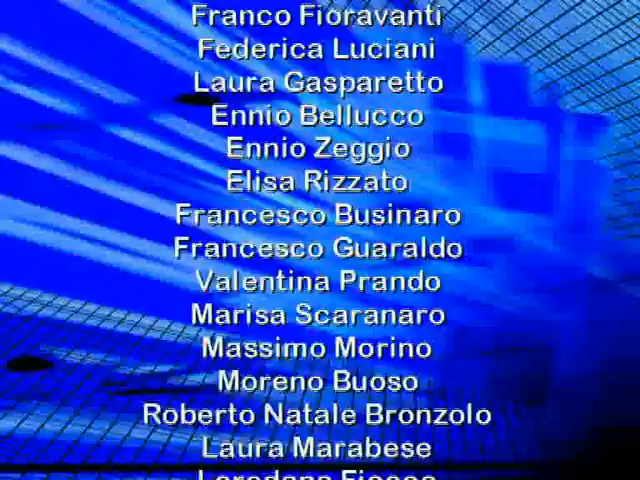 Franco Fioravanti
Federica Luciani
Laura Gasparetto
Ennio Bellucco
Ennio Zeggio
Elisa Rizzato
Francesco Businaro
Francesco Guaraldo
Valentina Prando
Marisa Scaranaro
Massimo Morino
Moreno Buoso
Roberto Natale Bronzolo
Laura Marabese